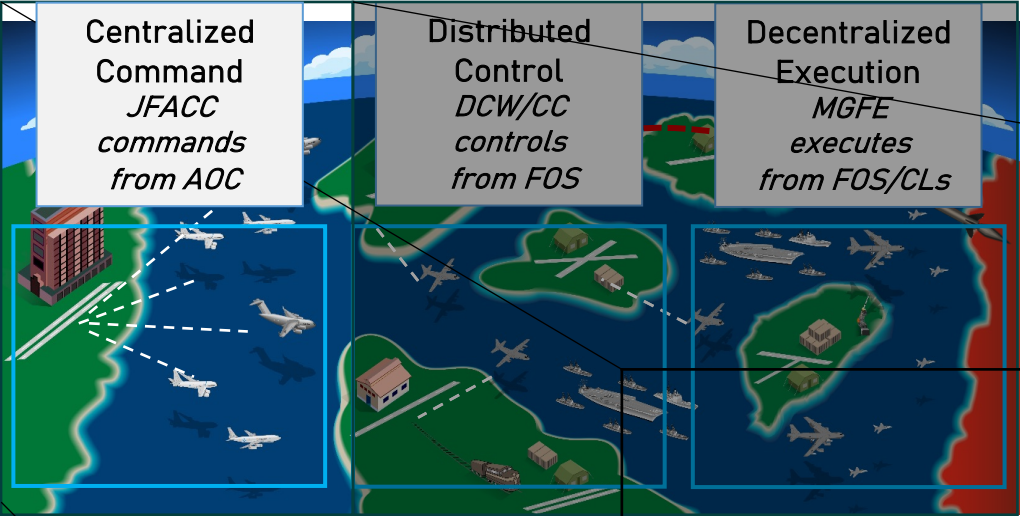 Centralized
Command
JFACC
commands
from AOC
Distributed
Control
DCW/CC
controls
from FOS
Decentralized
Execution
MGFE
executes
from FOS/CLs